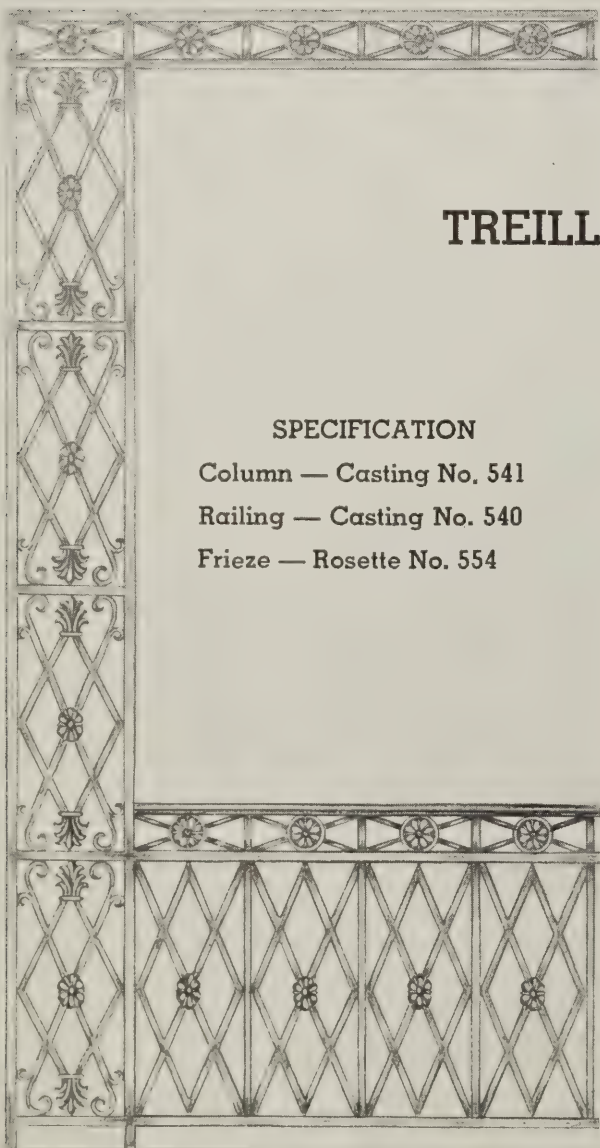 TREILL
SPECIFICATION
Column — Casting No. 541
Railing — Casting No. 540
Frieze — Rosette No. 554